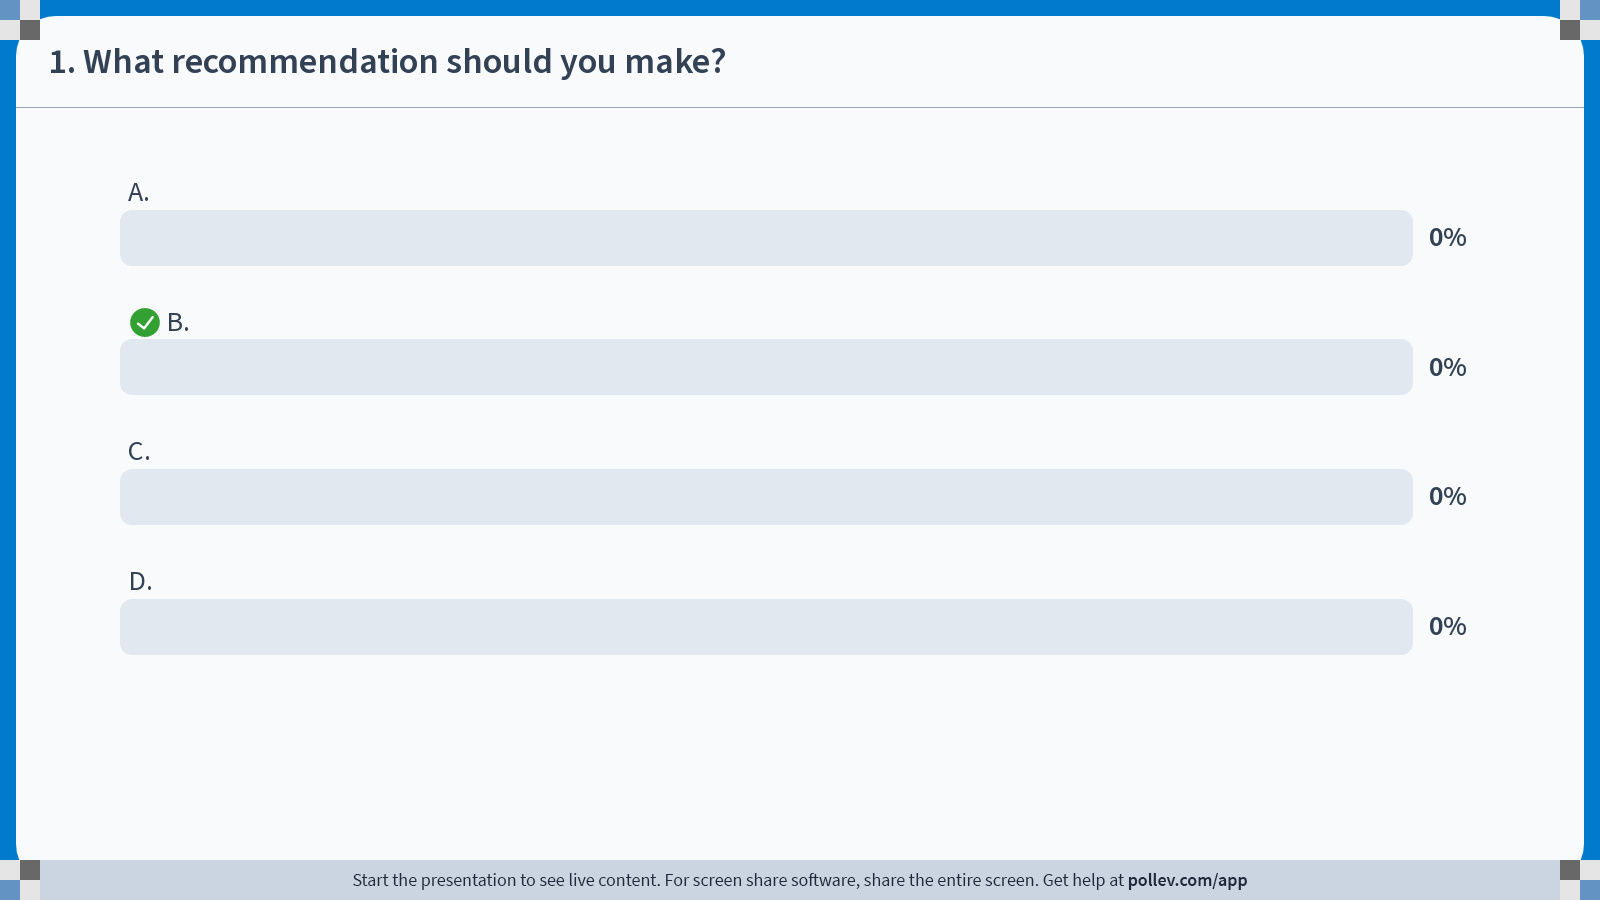 1. What recommendation should you make?
A.
0%
B.
0%
C.
0%
D.
0%
Start the presentation to see live content. For screen share software, share the entire screen. Get help at pollev.com/app